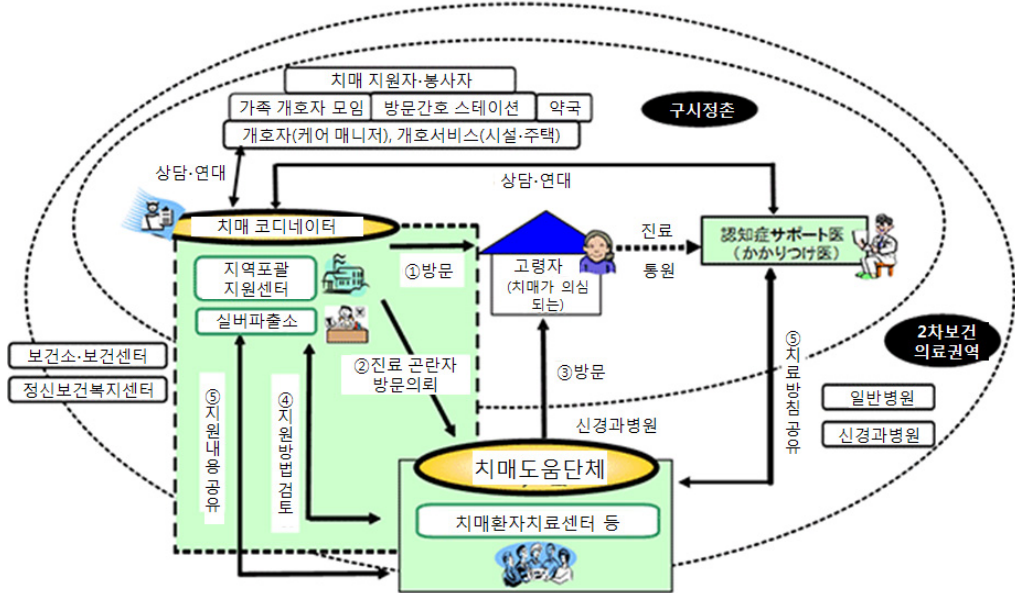 치매 지원자·봉사자
가족 개호자 모임
방문간호 스테이션
약국
개호자(케어 매니저), 개호서비스(시설·주택)
구시정촌
상담·연대
상담·연대
치매 코디네이터
지역포괄
지원센터
실버파출소
①방문
고령자
(치매가 의심
되는)
진료
통원
認知症サポート医
(かかりつけ医)
2차보건
의료권역
보건소·보건센터
정신보건복지센터
②진료 곤란자
방문의뢰
③방문
⑤치료방침 공유
일반병원
신경과병원
⑤지원내용 공유
④지원방법 검토
신경과병원
치매도움단체
치매환자치료센터 등